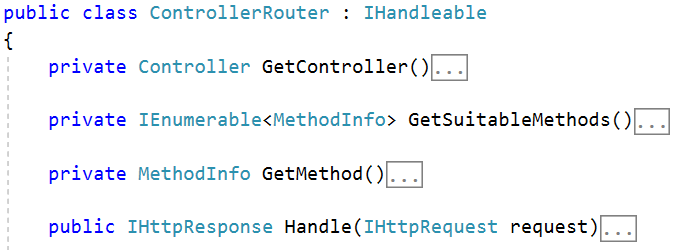 public class ControllerRouter : IHandleable
{
private Controller GetController()...
private IEnumerable<MethodInfo> GetSuitableMethods()...
private MethodInfo GetMethod()...
public IHttpResponse Handle(IHttpRequest request)...